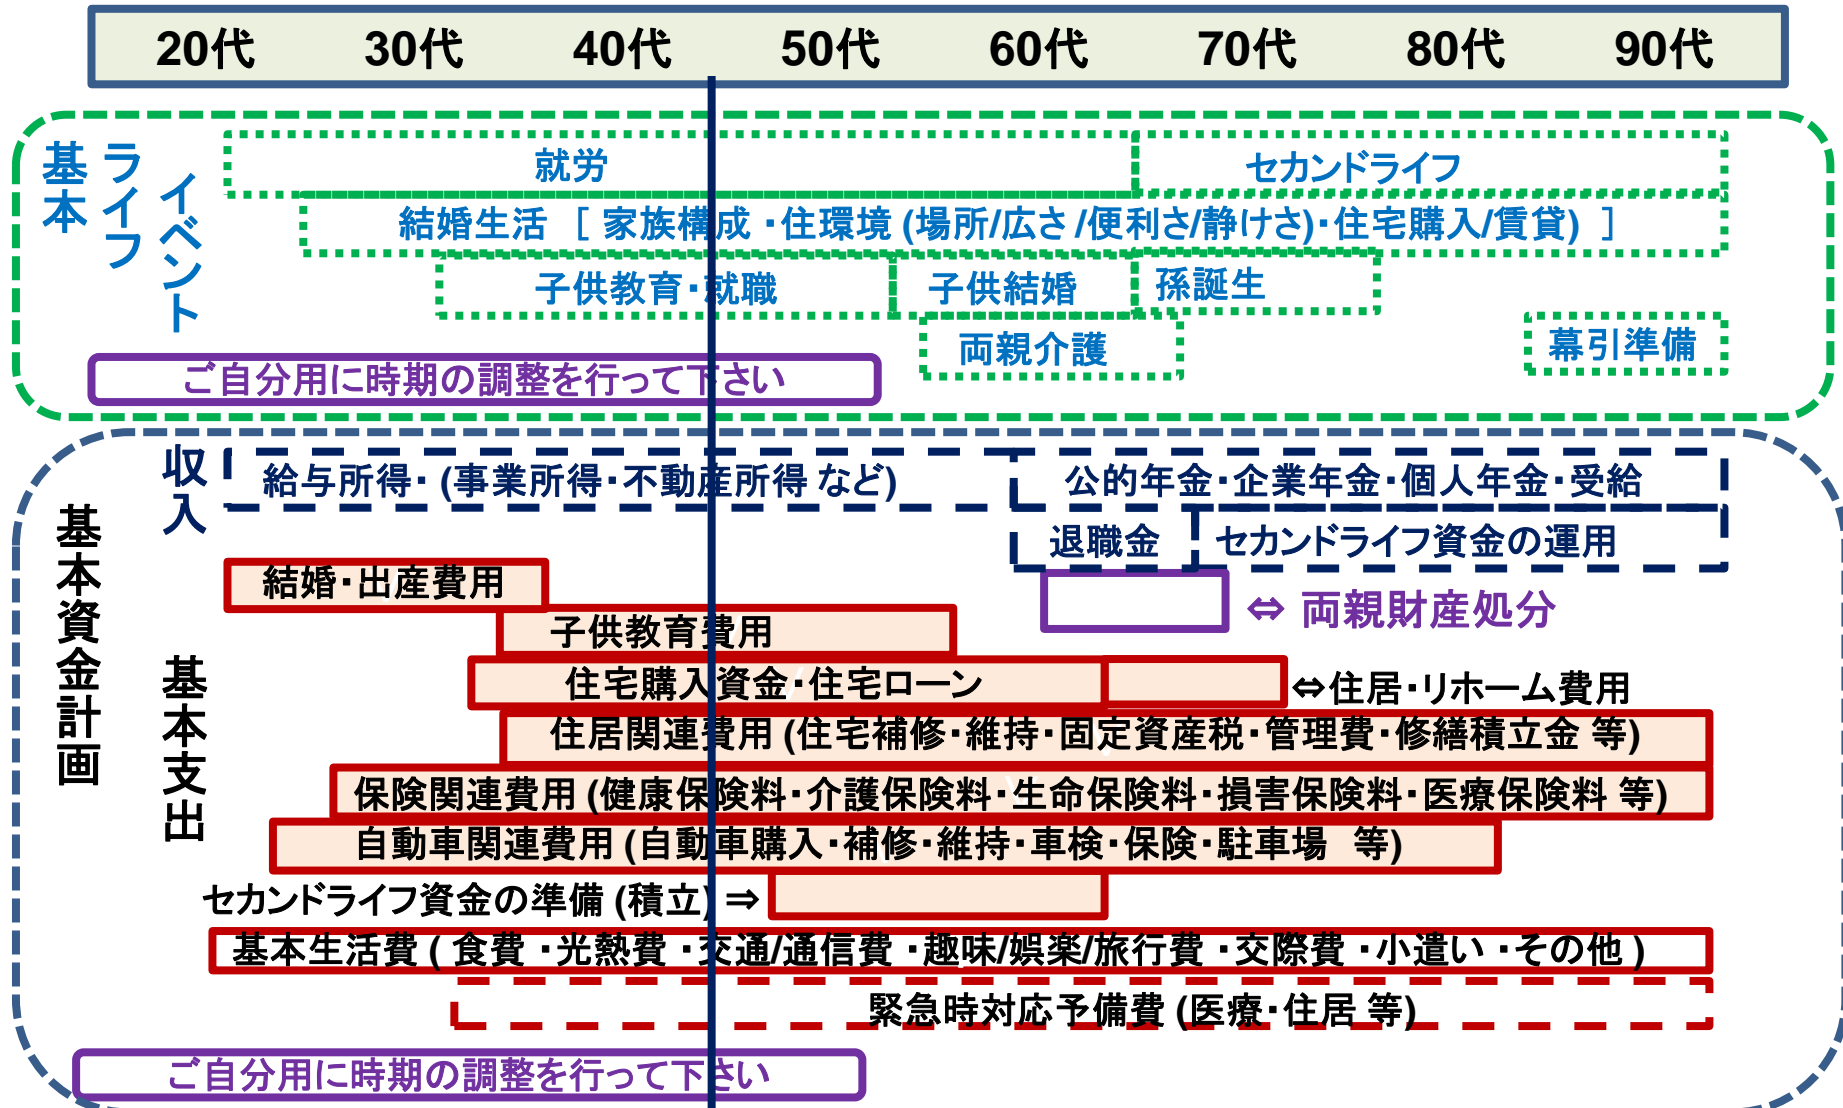 20代 30代 40代 50代 60代 70代 80代 90代
基本
ライフ
イベント
就労 セカンドライフ
結婚生活 [ 家族構成・住環境 (場所/広さ/便利さ/静けさ)・住宅購入/賃貸) ]
子供教育・就職 子供結婚 孫誕生
両親介護 幕引準備
ご自分用に時期の調整を行って下さい
基本資金計画
収入
給与所得・(事業所得・不動産所得 など) 公的年金・企業年金・個人年金・受給
退職金 セカンドライフ資金の運用
基本支出
結婚・出産費用
⇔ 両親財産処分
子供教育費用
住宅購入資金・住宅ローン ⇔住居・リホーム費用
住居関連費用 (住宅補修・維持・固定資産税・管理費・修繕積立金 等)
保険関連費用 (健康保険料・介護保険料・生命保険料・損害保険料・医療保険料 等)
自動車関連費用 (自動車購入・補修・維持・車検・保険・駐車場 等)
セカンドライフ資金の準備 (積立) ⇒
基本生活費 ( 食費 ・光熱費 ・交通/通信費 ・趣味/娯楽/旅行費 ・交際費 ・小遣い ・その他 )
緊急時対応予備費 (医療・住居 等)
ご自分用に時期の調整を行って下さい